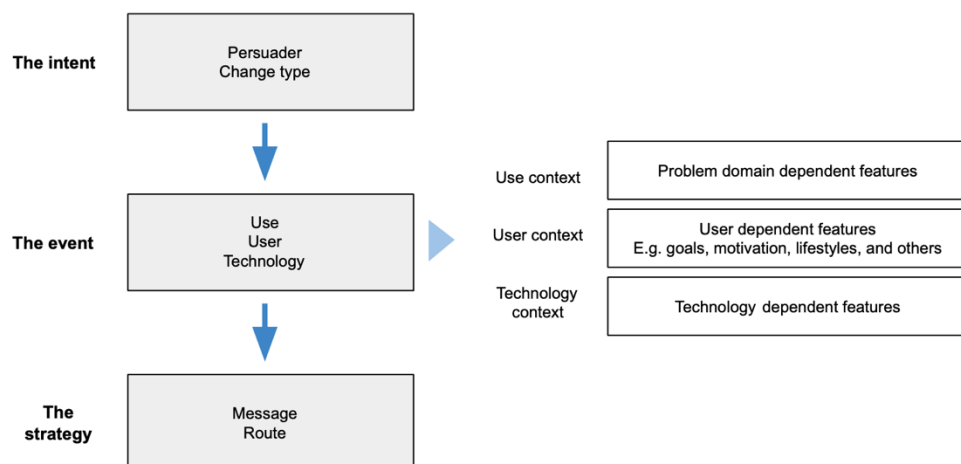 The intent
Persuader
Change type
The event
Use
User
Technology
Use context
Problem domain dependent features
User context
User dependent features
E.g. goals, motivation, lifestyles, and others
Technology
context
Technology dependent features
The
strategy
Message
Route